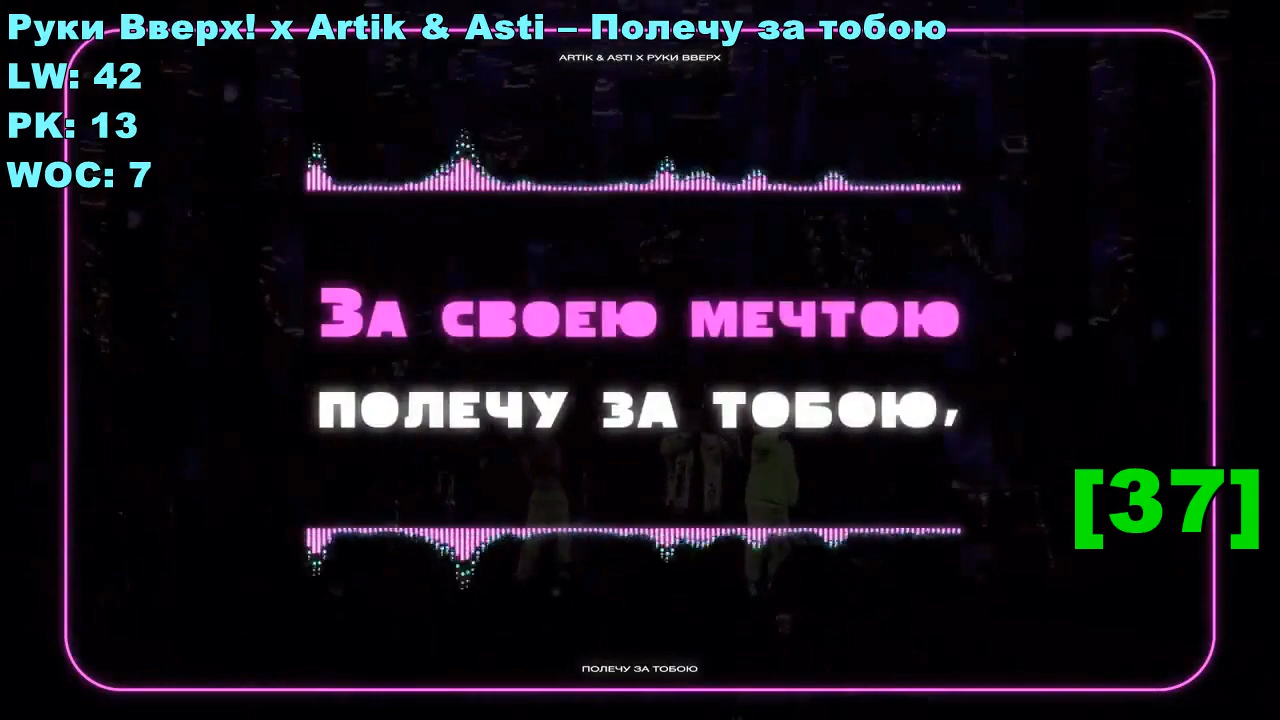 Руки Вверх! x Artik & Asti – Полечу за тобою
ARTIK & ASTI X РУКИ ВВЕРХ
LW: 42
PK: 13
WOC: 7
За своею мечтою
полечу за тобою,
[37]
ПОЛЕЧУ ЗА ТОБОЮ